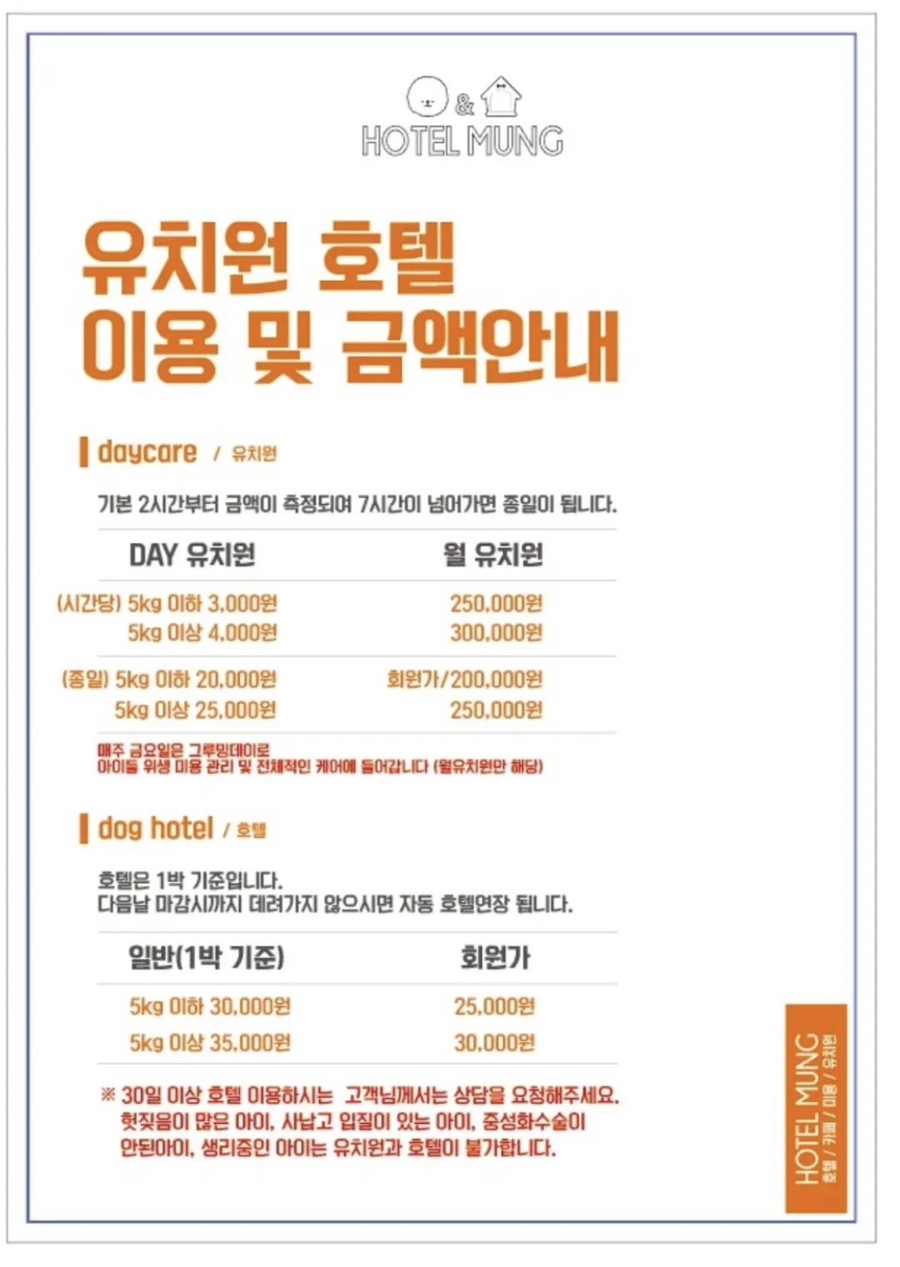 &
HOTEL MUNG
유치원 호텔
이용 및 금액안내
daycare / 유치원
기본 2시간부터 금액이 측정되며 7시간이 넘어가면 종일이 됩니다.
DAY 유치원 월 유치원
(시간당) 5kg 이하 3,000원 250,000원
5kg 이상 4,000원 300,000원
(종일) 5kg 이하 20,000원 회원가/200,000원
5kg 이상 25,000원 250,000원
매주 금요일은 그루밍데이로
아이들 위생 미용 관리 및 전체적인 케어에 들어갑니다 (월유치원만 해당)
dog hotel / 호텔
호텔은 1박 기준입니다.
다음날 마감시까지 데려가지 않으시면 자동 호텔연장 됩니다.
일반(1박 기준) 회원가
5kg 이하 30,000원 25,000원
5kg 이상 35,000원 30,000원
※ 30일 이상 호텔 이용하시는 고객님께서는 상담을 요청해주세요.
헛짖음이 많은 아이, 사납고 입질이 있는 아이, 중성화수술이
안된아이, 생리중인 아이는 유치원과 호텔이 불가합니다.
HOTEL MUNG
호텔 / 카페 / 미용 / 유치원